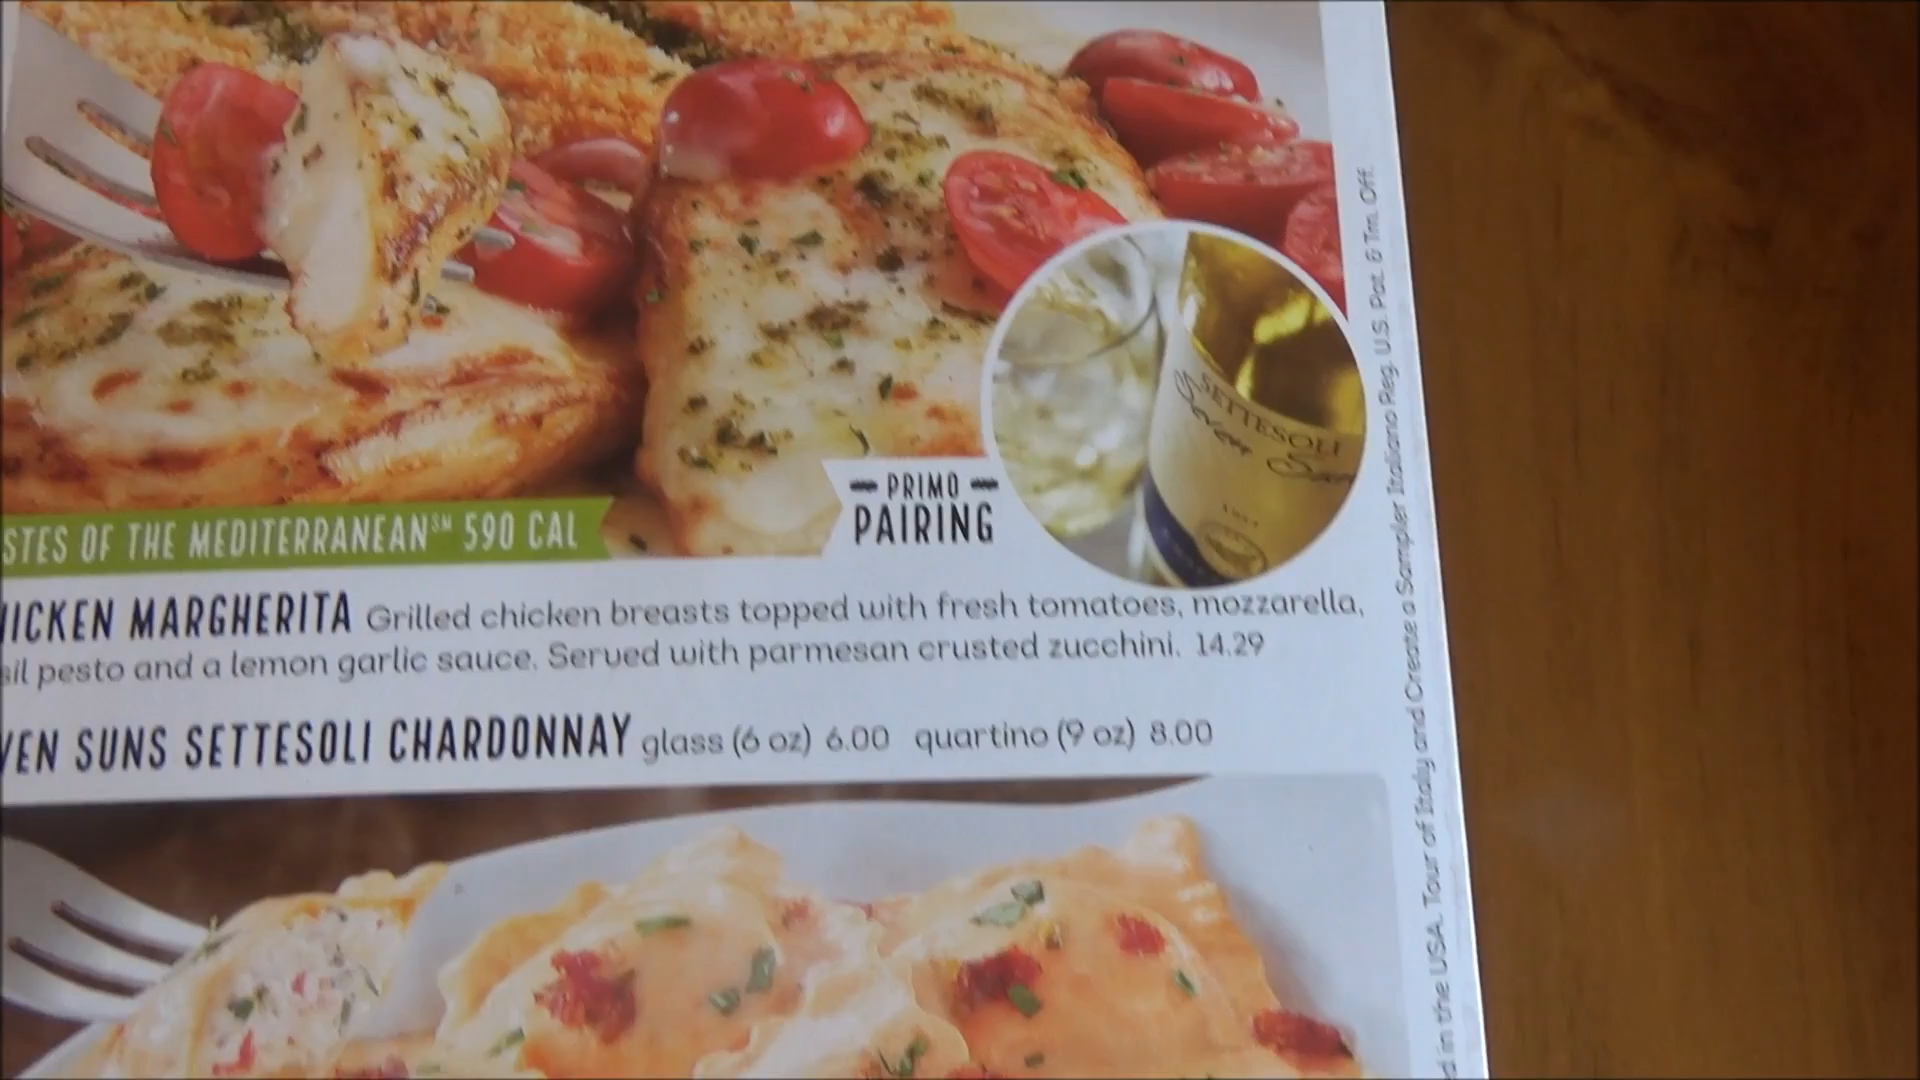 SETTESOLI
PRIMO
PAIRING
STES OF THE MEDITERRANEAN℠ 590 CAL
HICKEN MARGHERITA Grilled chicken breasts topped with fresh tomatoes, mozzarella,
sil pesto and a lemon garlic sauce. Served with parmesan crusted zucchini. 14.29
VEN SUNS SETTESOLI CHARDONNAY glass (6 oz) 6.00 quartino (9 oz) 8.00
d in the USA. Tour of Italy and Create a Sampler Italiano Reg. U.S. Pat. & Tm. Off.